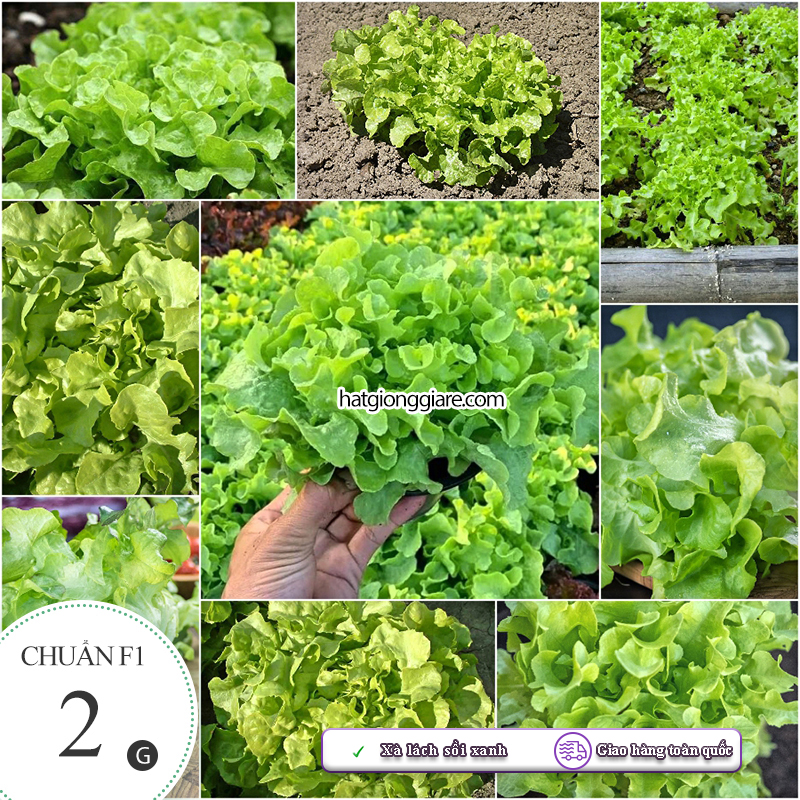 hatgionggiare.com
CHUẨN F1
2 G
✓ Xà lách sồi xanh
Giao hàng toàn quốc